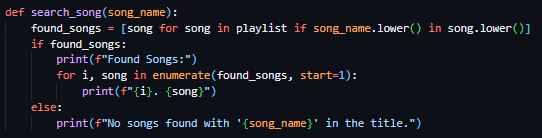 def search_song(song_name):
    found_songs = [song for song in playlist if song_name.lower() in song.lower()]
    if found_songs:
        print(f"Found Songs:")
        for i, song in enumerate(found_songs, start=1):
            print(f"{i}. {song}")
    else:
        print(f"No songs found with '{song_name}' in the title.")